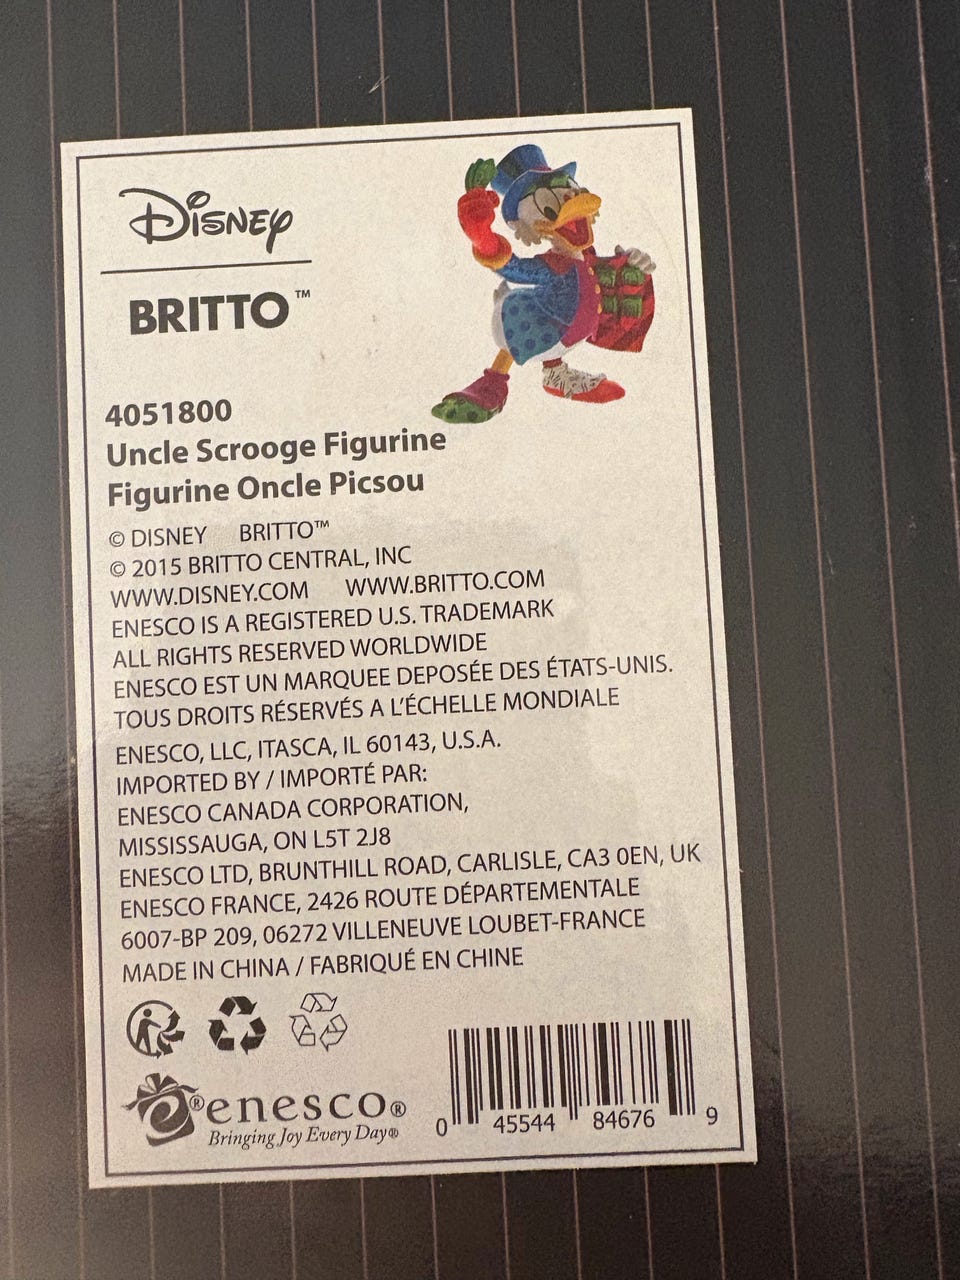 Disney
BRITTO™
4051800
Uncle Scrooge Figurine
Figurine Oncle Picsou
© DISNEY BRITTO™
© 2015 BRITTO CENTRAL, INC
WWW.DISNEY.COM WWW.BRITTO.COM
ENESCO IS A REGISTERED U.S. TRADEMARK
ALL RIGHTS RESERVED WORLDWIDE
ENESCO EST UN MARQUEE DEPOSÉE DES ÉTATS-UNIS.
TOUS DROITS RÉSERVÉS A L'ÉCHELLE MONDIALE
ENESCO, LLC, ITASCA, IL 60143, U.S.A.
IMPORTED BY / IMPORTÉ PAR:
ENESCO CANADA CORPORATION,
MISSISSAUGA, ON L5T 2J8
ENESCO LTD, BRUNTHILL ROAD, CARLISLE, CA3 0EN, UK
ENESCO FRANCE, 2426 ROUTE DÉPARTEMENTALE
6007-BP 209, 06272 VILLENEUVE LOUBET-FRANCE
MADE IN CHINA / FABRIQUÉ EN CHINE
e®enesco®
Bringing Joy Every Day®
0 45544 84676 9